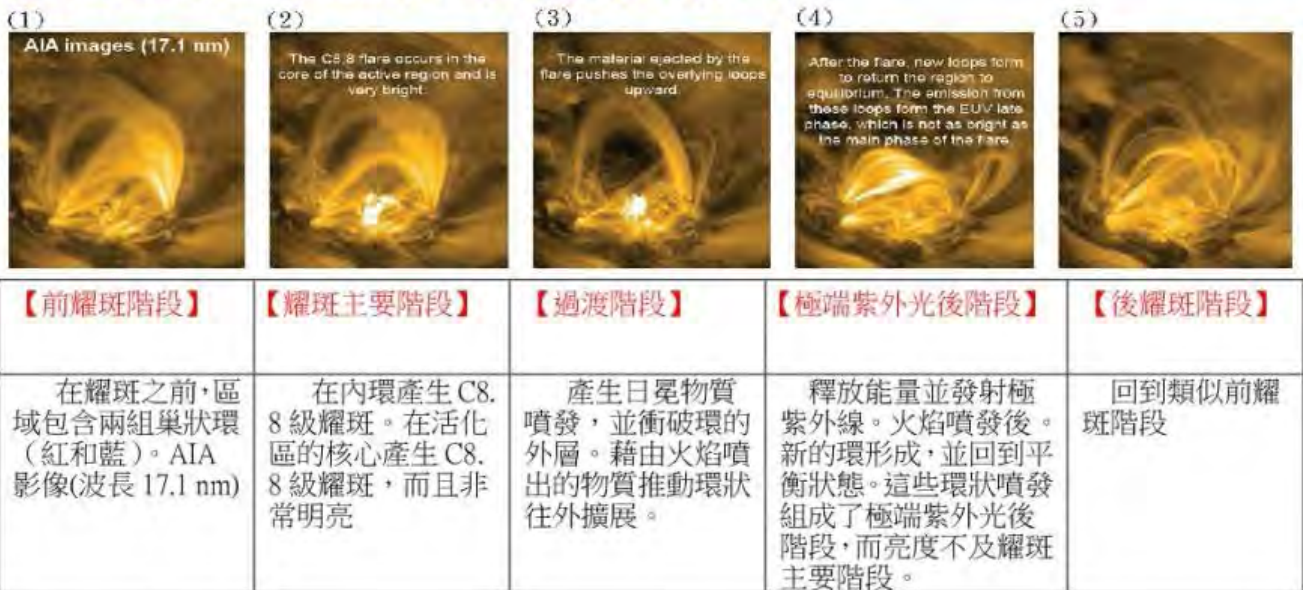 (1)
(2)
(3)
(4)
(5)
AIA images (17.1 nm)
The C8.8 flare occurs in the
core of the active region and is
very bright.
The material ejected by the
flare pushes the overlying loops
upward.
After the flare, new loops form
to return the region to
equilibrium. The emission from
these loops form the EUV late
phase, which is not as bright as
the main phase of the flare.
【前耀斑階段】
【耀斑主要階段】
【過渡階段】
【極端紫外光後階段】
【後耀斑階段】
在耀斑之前，區
域包含兩組巢狀環
（紅和藍）。AIA
影像(波長 17.1 nm)
在內環產生 C8.
8 級耀斑。在活化
區的核心產生 C8.
8 級耀斑，而且非
常明亮
產生日冕物質
噴發，並衝破環的
外層。藉由火焰噴
出的物質推動環狀
往外擴展。
釋放能量並發射極
紫外線。火焰噴發後。
新的環形成，並回到平
衡狀態。這些環狀噴發
組成了極端紫外光後
階段，而亮度不及耀斑
主要階段。
回到類似前耀
斑階段